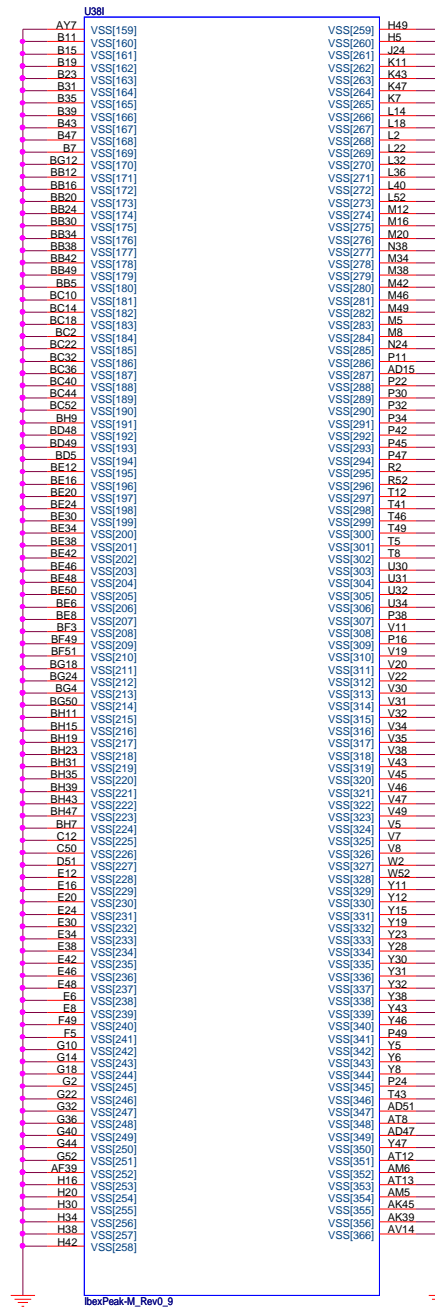 U38I
AY7 VSS[159] VSS[259] H49
B11 VSS[160] VSS[260] H5
B15 VSS[161] VSS[261] J24
B19 VSS[162] VSS[262] K11
B23 VSS[163] VSS[263] K43
B31 VSS[164] VSS[264] K47
B35 VSS[165] VSS[265] K7
B39 VSS[166] VSS[266] L14
B43 VSS[167] VSS[267] L18
B47 VSS[168] VSS[268] L2
B7 VSS[169] VSS[269] L22
BG12 VSS[170] VSS[270] L32
BB12 VSS[171] VSS[271] L36
BB16 VSS[172] VSS[272] L40
BB20 VSS[173] VSS[273] L52
BB24 VSS[174] VSS[274] M12
BB30 VSS[175] VSS[275] M16
BB34 VSS[176] VSS[276] M20
BB38 VSS[177] VSS[277] N38
BB42 VSS[178] VSS[278] M34
BB49 VSS[179] VSS[279] M38
BB5 VSS[180] VSS[280] M42
BC10 VSS[181] VSS[281] M46
BC14 VSS[182] VSS[282] M49
BC18 VSS[183] VSS[283] M5
BC2 VSS[184] VSS[284] M8
BC22 VSS[185] VSS[285] N24
BC32 VSS[186] VSS[286] P11
BC36 VSS[187] VSS[287] AD15
BC40 VSS[188] VSS[288] P22
BC44 VSS[189] VSS[289] P30
BC52 VSS[190] VSS[290] P32
BH9 VSS[191] VSS[291] P34
BD48 VSS[192] VSS[292] P42
BD49 VSS[193] VSS[293] P45
BD5 VSS[194] VSS[294] P47
BE12 VSS[195] VSS[295] R2
BE16 VSS[196] VSS[296] R52
BE20 VSS[197] VSS[297] T12
BE24 VSS[198] VSS[298] T41
BE30 VSS[199] VSS[299] T46
BE34 VSS[200] VSS[300] T49
BE38 VSS[201] VSS[301] T5
BE42 VSS[202] VSS[302] T8
BE46 VSS[203] VSS[303] U30
BE48 VSS[204] VSS[304] U31
BE50 VSS[205] VSS[305] U32
BE6 VSS[206] VSS[306] U34
BE8 VSS[207] VSS[307] P38
BF3 VSS[208] VSS[308] V11
BF49 VSS[209] VSS[309] P16
BF51 VSS[210] VSS[310] V19
BG18 VSS[211] VSS[311] V20
BG24 VSS[212] VSS[312] V22
BG4 VSS[213] VSS[313] V30
BG50 VSS[214] VSS[314] V31
BH11 VSS[215] VSS[315] V32
BH15 VSS[216] VSS[316] V34
BH19 VSS[217] VSS[317] V35
BH23 VSS[218] VSS[318] V38
BH31 VSS[219] VSS[319] V43
BH35 VSS[220] VSS[320] V45
BH39 VSS[221] VSS[321] V46
BH43 VSS[222] VSS[322] V47
BH47 VSS[223] VSS[323] V49
BH7 VSS[224] VSS[324] V5
C12 VSS[225] VSS[325] V7
C50 VSS[226] VSS[326] V8
D51 VSS[227] VSS[327] W2
E12 VSS[228] VSS[328] W52
E16 VSS[229] VSS[329] Y11
E20 VSS[230] VSS[330] Y12
E24 VSS[231] VSS[331] Y15
E30 VSS[232] VSS[332] Y19
E34 VSS[233] VSS[333] Y23
E38 VSS[234] VSS[334] Y28
E42 VSS[235] VSS[335] Y30
E46 VSS[236] VSS[336] Y31
E48 VSS[237] VSS[337] Y32
E6 VSS[238] VSS[338] Y38
E8 VSS[239] VSS[339] Y43
F49 VSS[240] VSS[340] Y46
F5 VSS[241] VSS[341] P49
G10 VSS[242] VSS[342] Y5
G14 VSS[243] VSS[343] Y6
G18 VSS[244] VSS[344] Y8
G2 VSS[245] VSS[345] P24
G22 VSS[246] VSS[346] T43
G32 VSS[247] VSS[347] AD51
G36 VSS[248] VSS[348] AT8
G40 VSS[249] VSS[349] AD47
G44 VSS[250] VSS[350] Y47
G52 VSS[251] VSS[351] AT12
AF39 VSS[252] VSS[352] AM6
H16 VSS[253] VSS[353] AT13
H20 VSS[254] VSS[354] AM5
H30 VSS[255] VSS[355] AK45
H34 VSS[256] VSS[356] AK39
H38 VSS[257] VSS[366] AV14
H42 VSS[258]
IbexPeak-M_Rev0_9